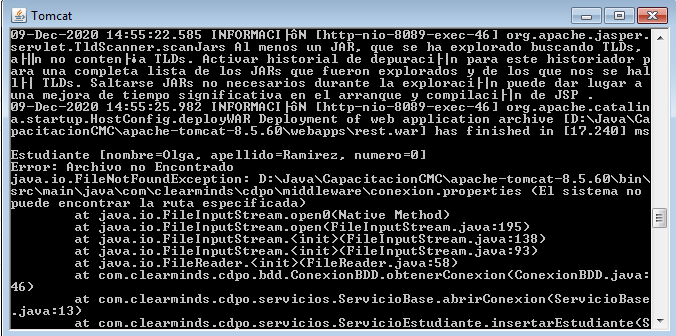 Tomcat
09-Dec-2020 14:55:22.585 INFORMACI├ôN [http-nio-8089-exec-46] org.apache.jasper.
servlet.TldScanner.scanJars Al menos un JAR, que se ha explorado buscando TLDs,
a├║n no conten├¡a TLDs. Activar historial de depuraci├│n para este historiador p
ara una completa lista de los JARs que fueron explorados y de los que nos se hal
l├│ TLDs. Saltarse JARs no necesarios durante la exploraci├│n puede dar lugar a
una mejora de tiempo significativa en el arranque y compilaci├│n de JSP .
09-Dec-2020 14:55:25.982 INFORMACI├ôN [http-nio-8089-exec-46] org.apache.catalin
a.startup.HostConfig.deployWAR Deployment of web application archive [D:\Java\Ca
pacitacionCMC\apache-tomcat-8.5.60\webapps\rest.war] has finished in [17.240] ms
Estudiante [nombre=Olga, apellido=Ramirez, numero=0]
Error: Archivo no Encontrado
java.io.FileNotFoundException: D:\Java\CapacitacionCMC\apache-tomcat-8.5.60\bin\
src\main\java\com\clearminds\cdpo\middleware\conexion.properties (El sistema no
puede encontrar la ruta especificada)
at java.io.FileInputStream.open0(Native Method)
at java.io.FileInputStream.open(FileInputStream.java:195)
at java.io.FileInputStream.<init>(FileInputStream.java:138)
at java.io.FileInputStream.<init>(FileInputStream.java:93)
at java.io.FileReader.<init>(FileReader.java:58)
at com.clearminds.cdpo.bdd.ConexionBDD.obtenerConexion(ConexionBDD.java:
46)
at com.clearminds.cdpo.servicios.ServicioBase.abrirConexion(ServicioBase
.java:13)
at com.clearminds.cdpo.servicios.ServicioEstudiante.insertarEstudiante(S